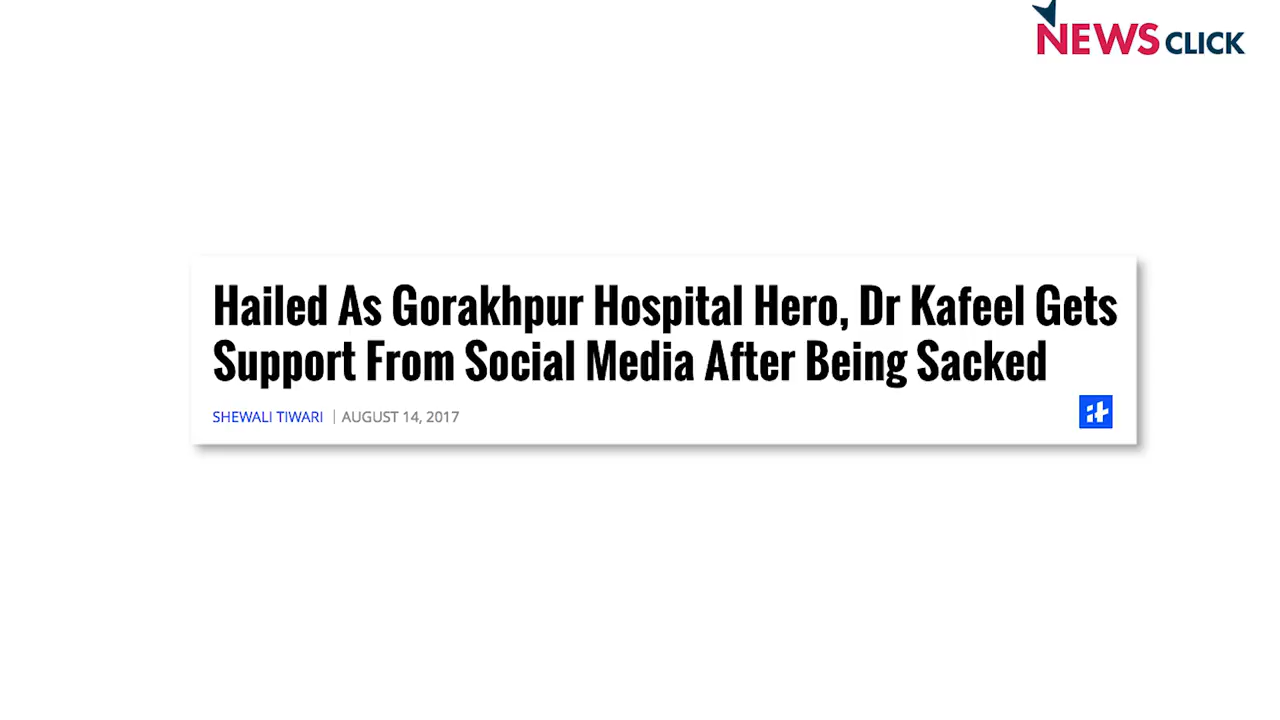 NEWSCLICK
Hailed As Gorakhpur Hospital Hero, Dr Kafeel Gets
Support From Social Media After Being Sacked
SHEWALI TIWARI | AUGUST 14, 2017
it